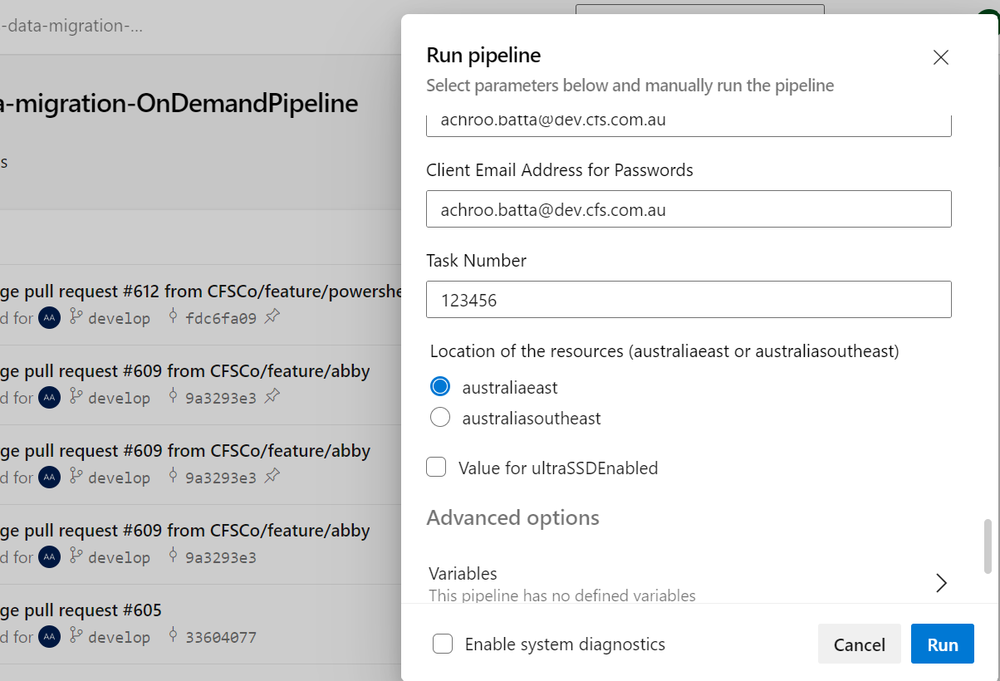 -data-migration-...
a-migration-OnDemandPipeline
s
ge pull request #612 from CFSCo/feature/powershe
d for AA develop fdc6fa09
ge pull request #609 from CFSCo/feature/abby
d for AA develop 9a3293e3
ge pull request #609 from CFSCo/feature/abby
d for AA develop 9a3293e3
ge pull request #609 from CFSCo/feature/abby
d for AA develop 9a3293e3
ge pull request #605
d for AA develop 33604077
Run pipeline
Select parameters below and manually run the pipeline
achroo.batta@dev.cfs.com.au
Client Email Address for Passwords
achroo.batta@dev.cfs.com.au
Task Number
123456
Location of the resources (australiaeast or australiasoutheast)
australiaeast
australiasoutheast
Value for ultraSSDEnabled
Advanced options
Variables
This pipeline has no defined variables
Enable system diagnostics
Cancel
Run